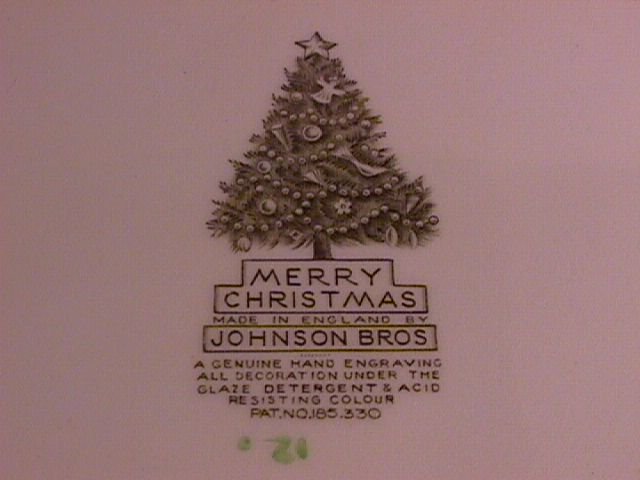 MERRY
CHRISTMAS
MADE IN ENGLAND BY
JOHNSON BROS
A GENUINE HAND ENGRAVING
ALL DECORATION UNDER THE
GLAZE DETERGENT & ACID
RESISTING COLOUR
PAT. NO. 185.330